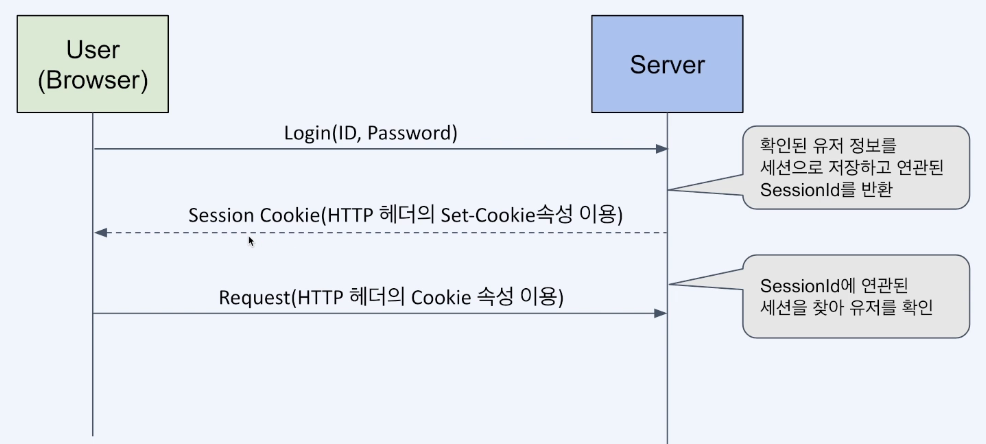 User
(Browser)
Server
Login(ID, Password)
확인된 유저 정보를
세션으로 저장하고 연관된
SessionId를 반환
Session Cookie(HTTP 헤더의 Set-Cookie속성 이용)
SessionId에 연관된
세션을 찾아 유저를 확인
Request(HTTP 헤더의 Cookie 속성 이용)